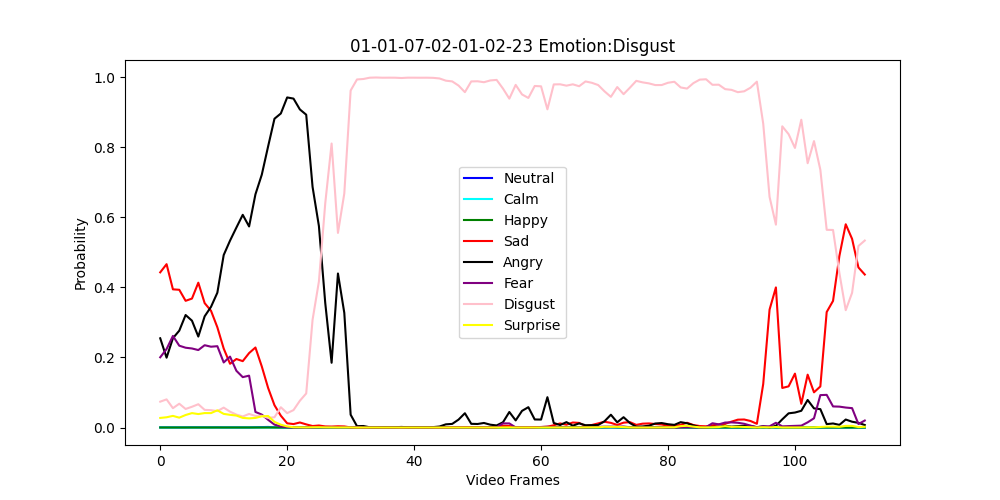 01-01-07-02-01-02-23 Emotion:Disgust
1.0
0.8
0.6
0.4
0.2
0.0
Probability
Neutral
Calm
Happy
Sad
Angry
Fear
Disgust
Surprise
0 20 40 60 80 100
Video Frames